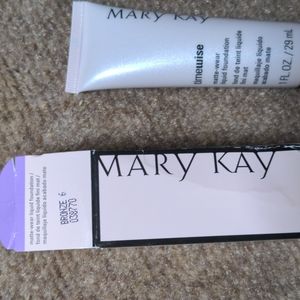 MARY KAY
timewise
matte-wear
liquid foundation
fond de teint liquide
fini mat
maquillaje líquido
acabado mate
1 FL. OZ. / 29 mL
MARY KAY
matte-wear liquid foundation /
fond de teint liquide fini mat /
maquillaje líquido acabado mate
BRONZE 6
038770